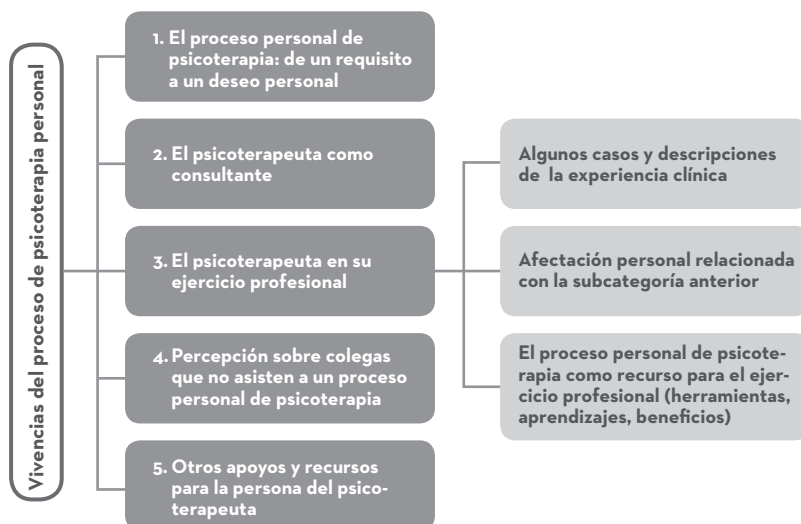 Vivencias del proceso de psicoterapia personal
1. El proceso personal de
psicoterapia: de un requisito
a un deseo personal
2. El psicoterapeuta como
consultante
3. El psicoterapeuta en su
ejercicio profesional
4. Percepción sobre colegas
que no asisten a un proceso
personal de psicoterapia
5. Otros apoyos y recursos
para la persona del psico-
terapeuta
Algunos casos y descripciones
de la experiencia clínica
Afectación personal relacionada
con la subcategoría anterior
El proceso personal de psicote-
rapia como recurso para el ejer-
cicio profesional (herramientas,
aprendizajes, beneficios)